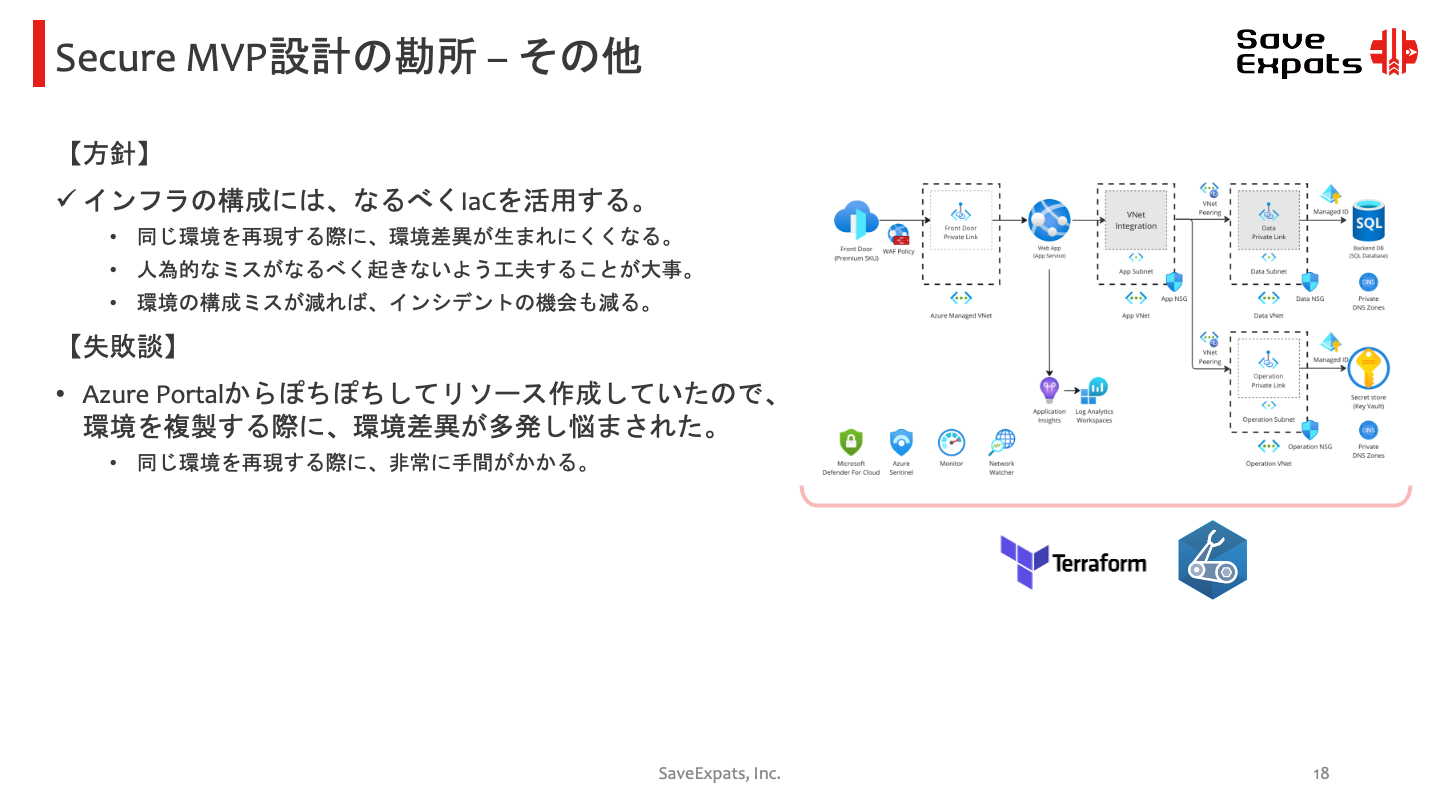 Secure MVP設計の勘所 – その他
Save
Expats
【方針】
✓ インフラの構成には、なるべくIaCを活用する。
• 同じ環境を再現する際に、環境差異が生まれにくくなる。
• 人為的なミスがなるべく起きないよう工夫することが大事。
• 環境の構成ミスが減れば、インシデントの機会も減る。
【失敗談】
• Azure Portalからぽちぽちしてリソース作成していたので、
環境を複製する際に、環境差異が多発し悩まされた。
• 同じ環境を再現する際に、非常に手間がかかる。
Front Door
(Premium SKU)
WAF Policy
Front Door
Private Link
Azure Managed VNet
Web App
(App Service)
VNet
Integration
App Subnet
App NSG
App VNet
VNet
Peering
Data
Private Link
Data Subnet
Data NSG
Data VNet
Managed ID
SQL
Backend DB
(SQL Database)
DNS
Private
DNS Zones
VNet
Peering
Operation
Private Link
Operation Subnet
Operation NSG
Operation VNet
Managed ID
Secret store
(Key Vault)
DNS
Private
DNS Zones
Application
Insights
Log Analytics
Workspaces
Microsoft
Defender For Cloud
Azure
Sentinel
Monitor
Network
Watcher
Terraform
SaveExpats, Inc.
18